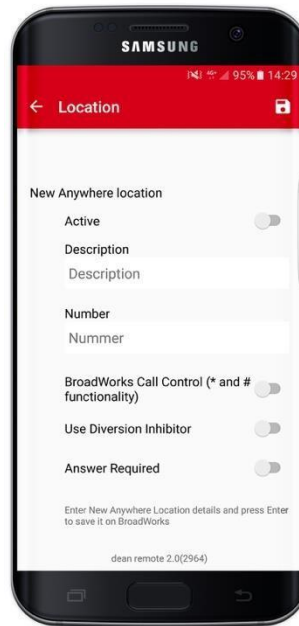 SAMSUNG
4G+ 95% 14:29
Location
New Anywhere location
Active
Description
Description
Number
Nummer
BroadWorks Call Control (* and #
functionality)
Use Diversion Inhibitor
Answer Required
Enter New Anywhere Location details and press Enter
to save it on BroadWorks
dean remote 2.0(2964)